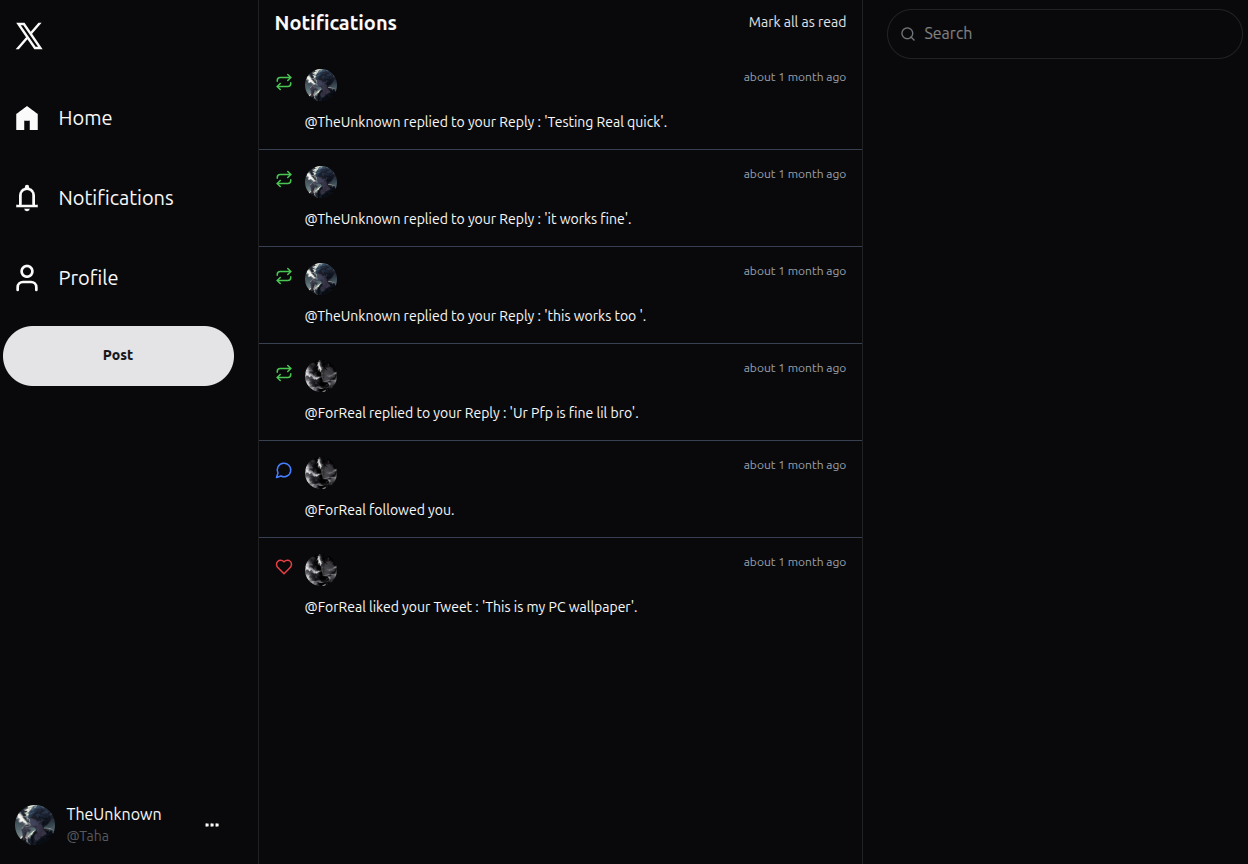 Notifications
Mark all as read
Search
Home
Notifications
Profile
Post
about 1 month ago
@TheUnknown replied to your Reply : 'Testing Real quick'.
about 1 month ago
@TheUnknown replied to your Reply : 'it works fine'.
about 1 month ago
@TheUnknown replied to your Reply : 'this works too '.
about 1 month ago
@ForReal replied to your Reply : 'Ur Pfp is fine lil bro'.
about 1 month ago
@ForReal followed you.
about 1 month ago
@ForReal liked your Tweet : 'This is my PC wallpaper'.
TheUnknown
@Taha